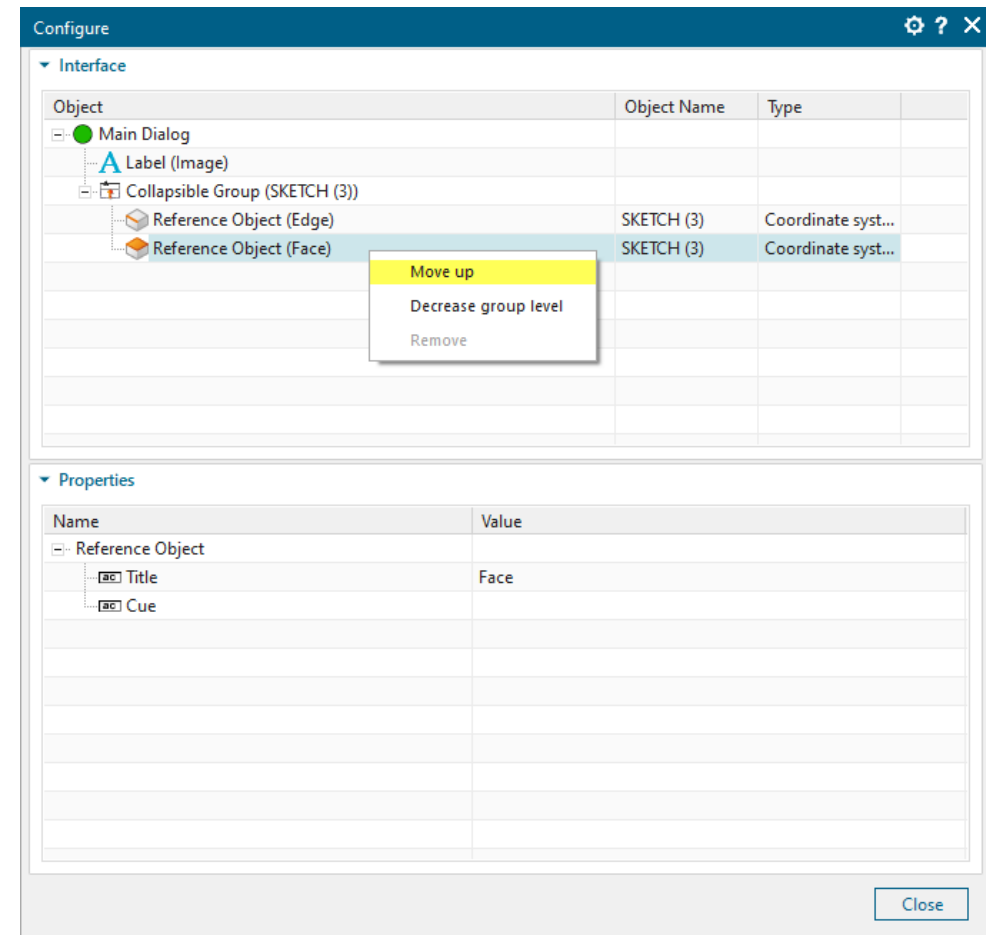 Configure
Interface
Object Object Name Type
Main Dialog
A Label (Image)
Collapsible Group (SKETCH (3))
Reference Object (Edge) SKETCH (3) Coordinate syst...
Reference Object (Face) SKETCH (3) Coordinate syst...
Move up
Decrease group level
Remove
Properties
Name Value
Reference Object
ac Title Face
ac Cue
Close